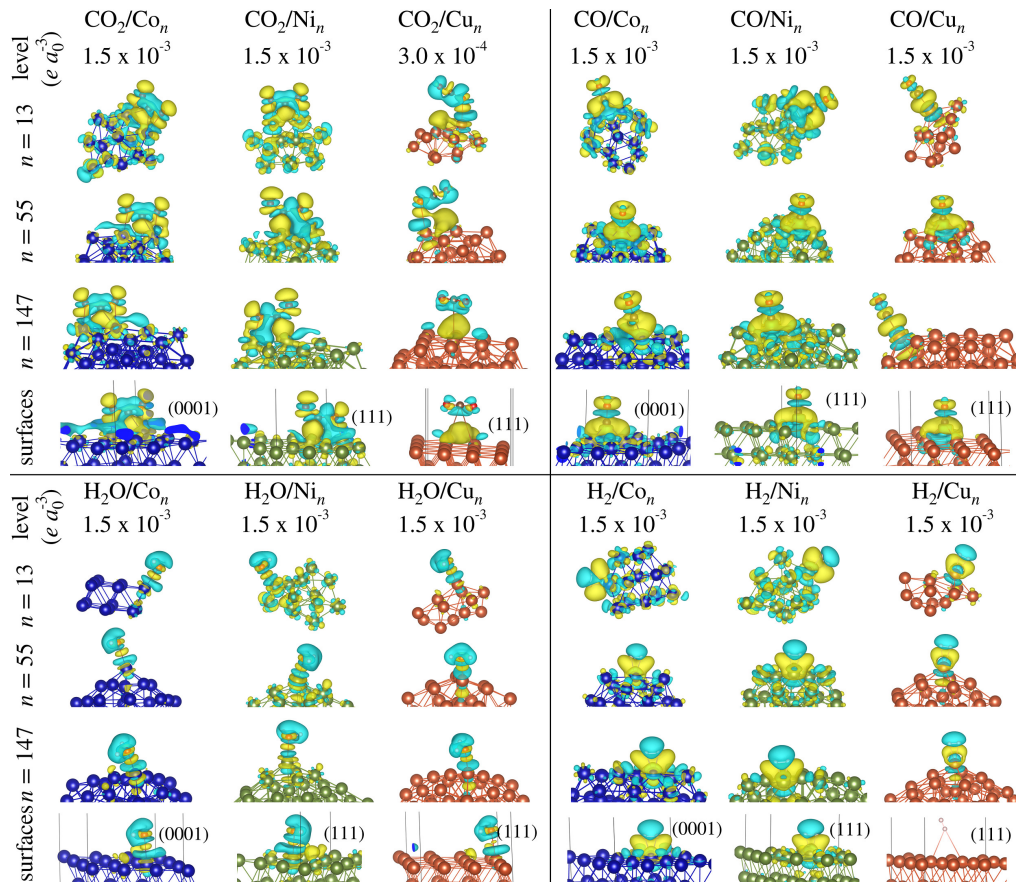 CO₂/Coₙ CO₂/Niₙ CO₂/Cuₙ CO/Coₙ CO/Niₙ CO/Cuₙ
level (e a₀⁻³) 1.5 x 10⁻³ 1.5 x 10⁻³ 3.0 x 10⁻⁴ 1.5 x 10⁻³ 1.5 x 10⁻³ 1.5 x 10⁻³
n = 13
n = 55
n = 147
surfaces (0001) (111) (111) (0001) (111) (111)
H₂O/Coₙ H₂O/Niₙ H₂O/Cuₙ H₂/Coₙ H₂/Niₙ H₂/Cuₙ
level (e a₀⁻³) 1.5 x 10⁻³ 1.5 x 10⁻³ 1.5 x 10⁻³ 1.5 x 10⁻³ 1.5 x 10⁻³ 1.5 x 10⁻³
n = 13
n = 55
n = 147
surfaces (0001) (111) (111) (0001) (111) (111)